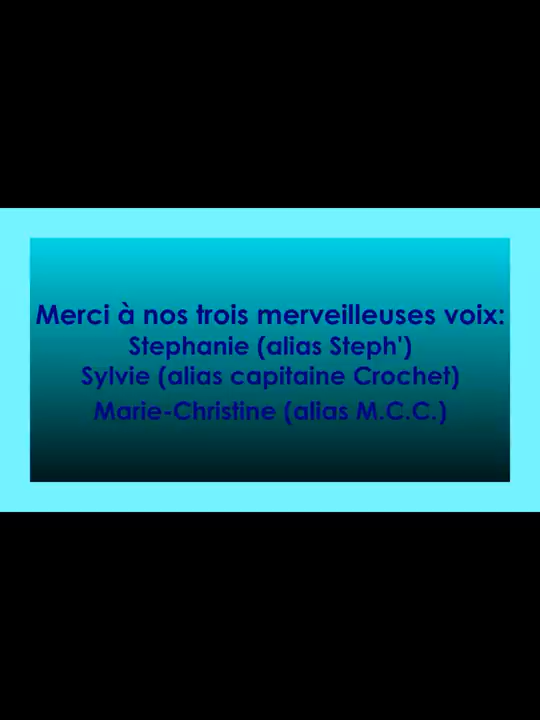 Merci à nos trois merveilleuses voix:
Stephanie (alias Steph')
Sylvie (alias capitaine Crochet)
Marie-Christine (alias M.C.C.)